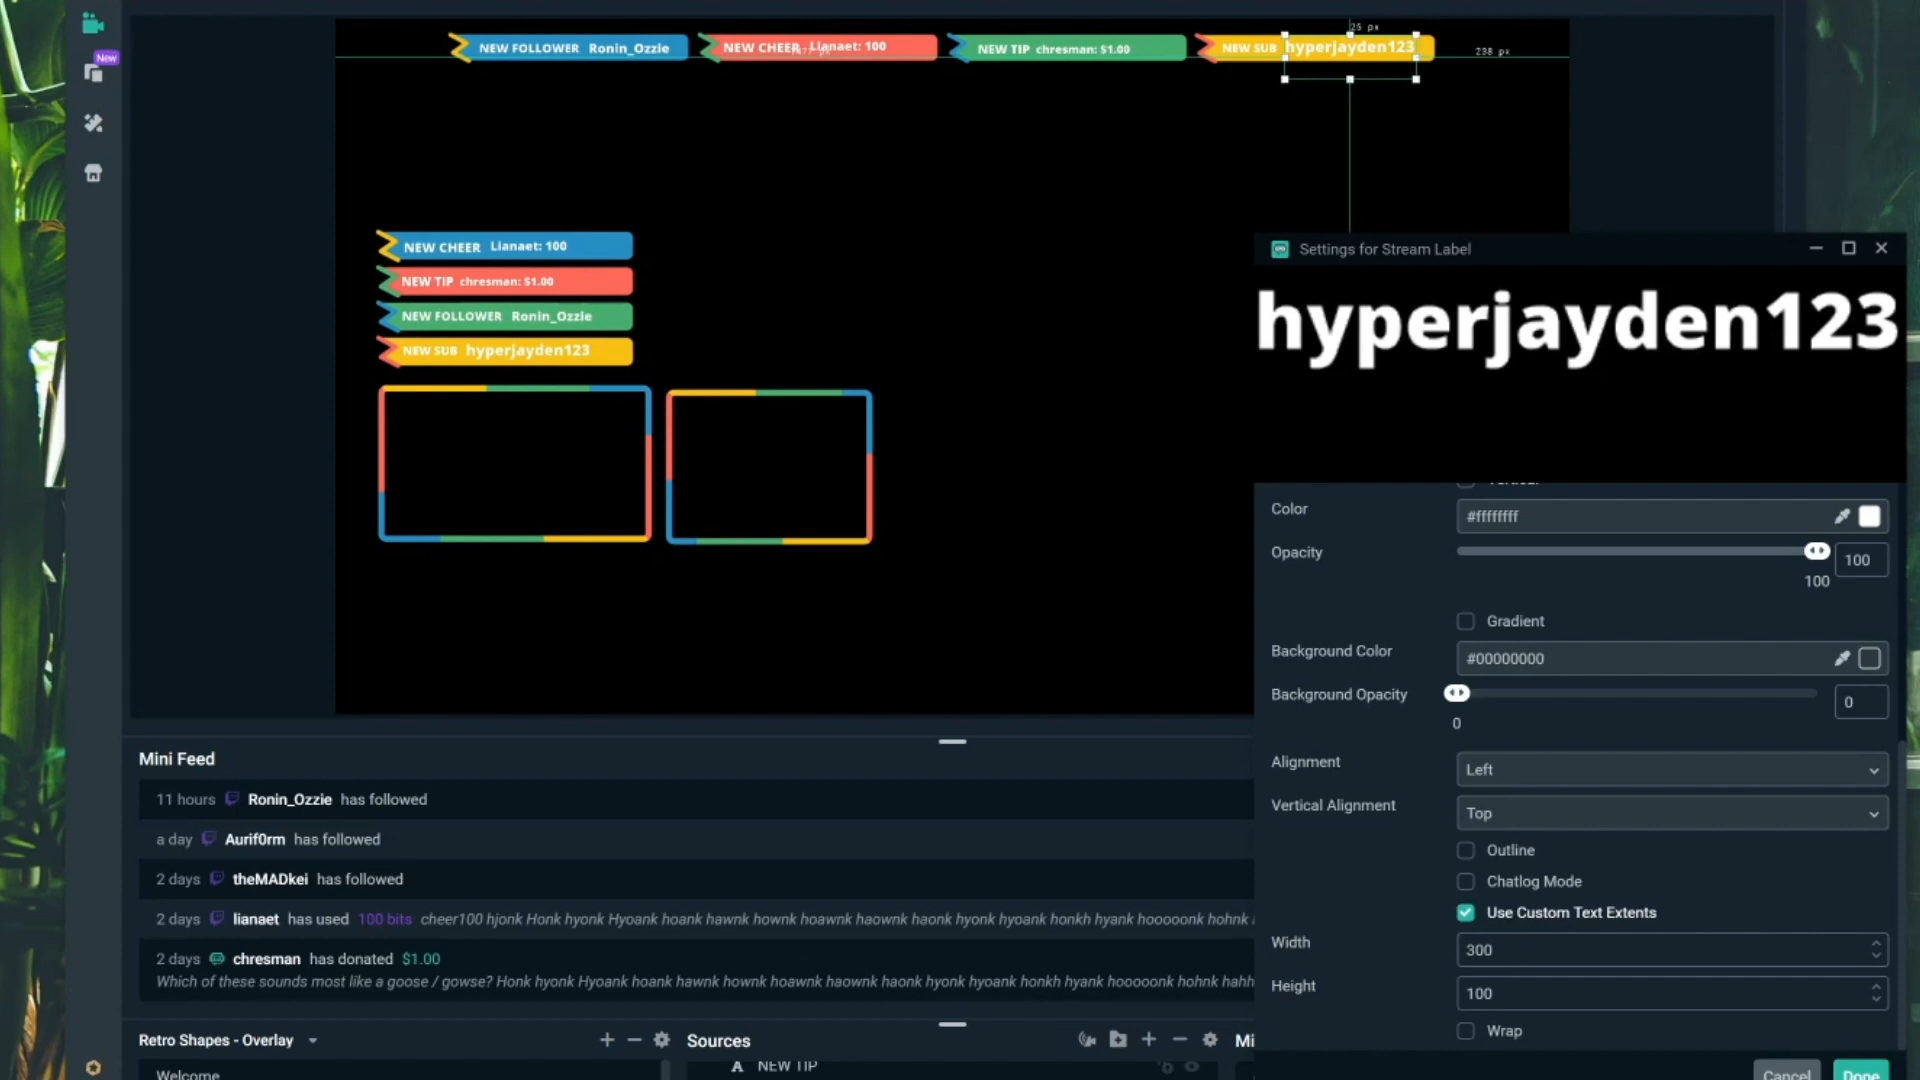 25 px
NEW FOLLOWER Ronin_Ozzie
NEW CHEER Lianaet: 100
NEW TIP chresman: $1.00
NEW SUB hyperjayden123
238 px
New
NEW CHEER Lianaet: 100
NEW TIP chresman: $1.00
NEW FOLLOWER Ronin_Ozzie
NEW SUB hyperjayden123
Settings for Stream Label
hyperjayden123
Color
#ffffffff
Opacity
100
100
Gradient
Background Color
#00000000
Background Opacity
0
0
Alignment
Left
Vertical Alignment
Top
Outline
Chatlog Mode
Use Custom Text Extents
Width
300
Height
100
Wrap
Cancel
Done
Mini Feed
11 hours Ronin_Ozzie has followed
a day Aurif0rm has followed
2 days theMADkei has followed
2 days lianaet has used 100 bits cheer100 hjonk Honk hyonk Hyoank hoank hawnk hownk hoawnk haownk haonk hyonk hyoank honkh hyank hooooonk hohnk
2 days chresman has donated $1.00
Which of these sounds most like a goose / gowse? Honk hyonk Hyoank hoank hawnk hownk hoawnk haownk haonk hyonk hyoank honkh hyank hooooonk hohnk hahh
Retro Shapes - Overlay
Sources
Mi
Welcome
NEW TIP